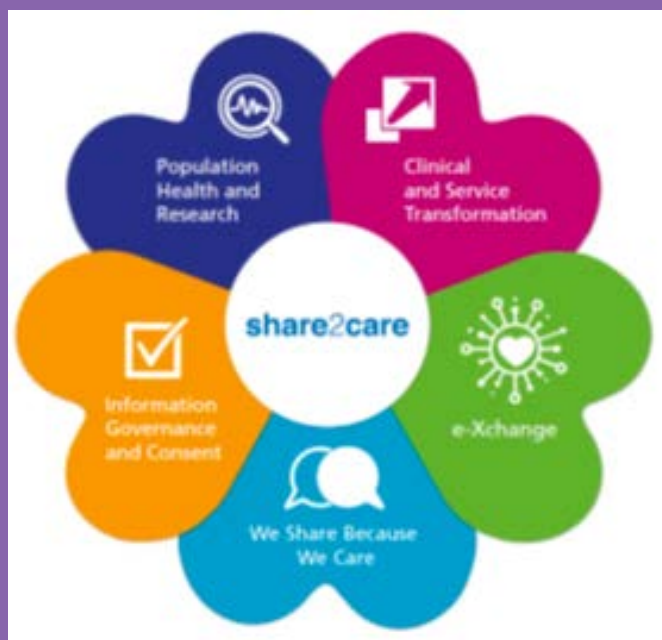 Population
Health and
Research
Clinical
and Service
Transformation
share2care
Information
Governance
and Consent
e-Xchange
We Share Because
We Care